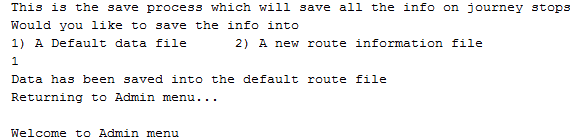 This is the save process which will save all the info on journey stops
Would you like to save the info into
1) A Default data file 2) A new route information file
1
Data has been saved into the default route file
Returning to Admin menu...
Welcome to Admin menu